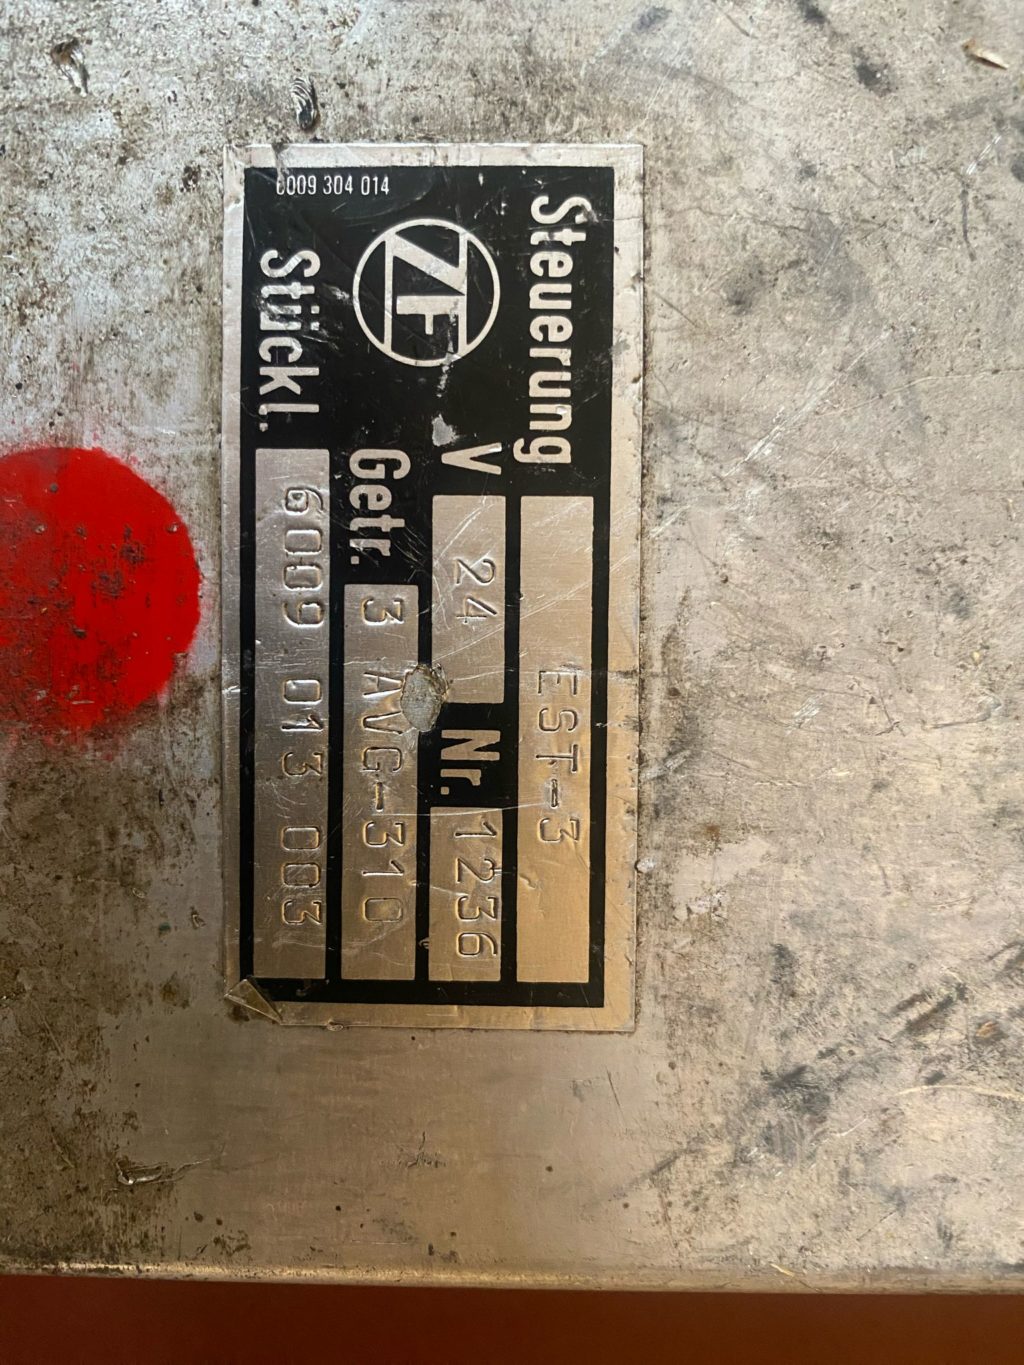 Steuerung EST-3
ZF V 24 Nr. 1236
Getr. 3 AVG-310
Stückl. 6009 013 003
6009 304 014